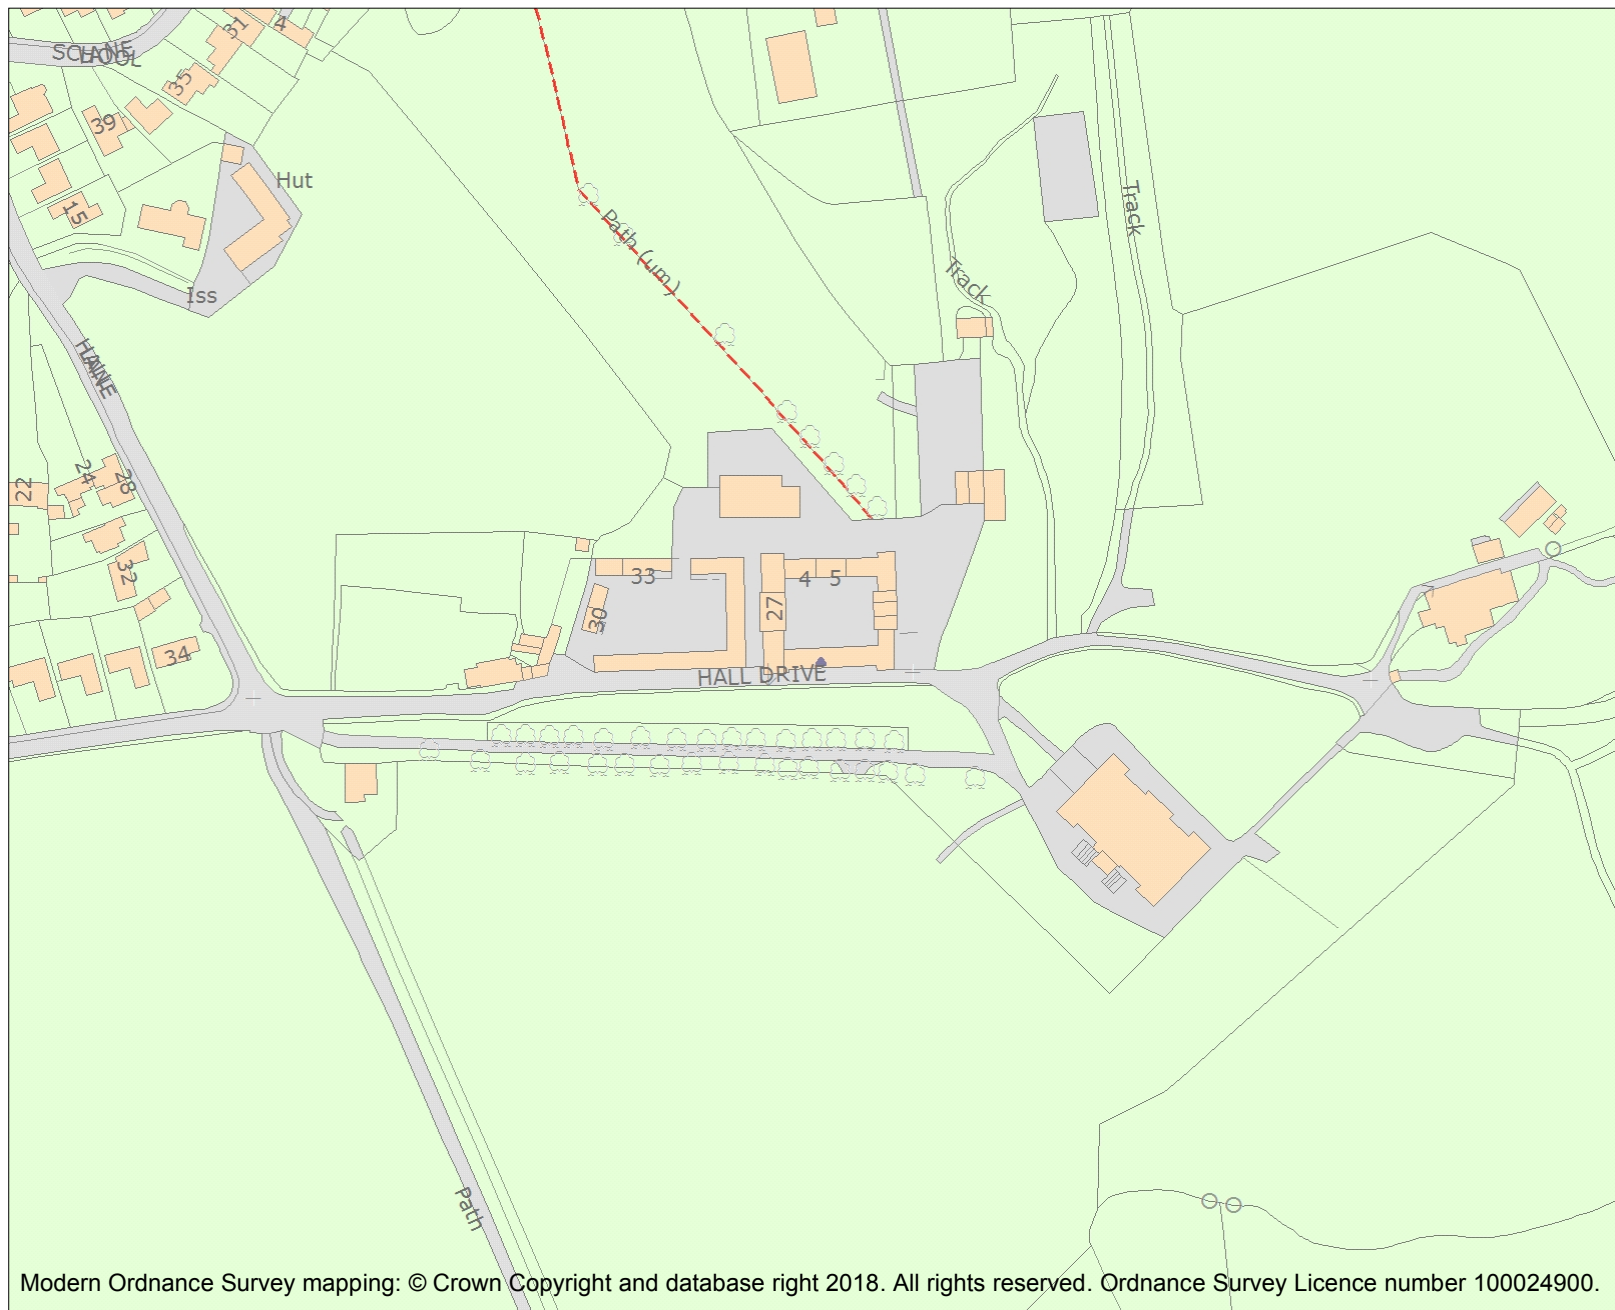 31
4
SCHOOL
LANE
35
39
Hut
15
Path (um)
Track
Track
Iss
HALL
LANE
22
24
28
32
34
33
30
27
4
5
HALL DRIVE
Path
Modern Ordnance Survey mapping: © Crown Copyright and database right 2018. All rights reserved. Ordnance Survey Licence number 100024900.